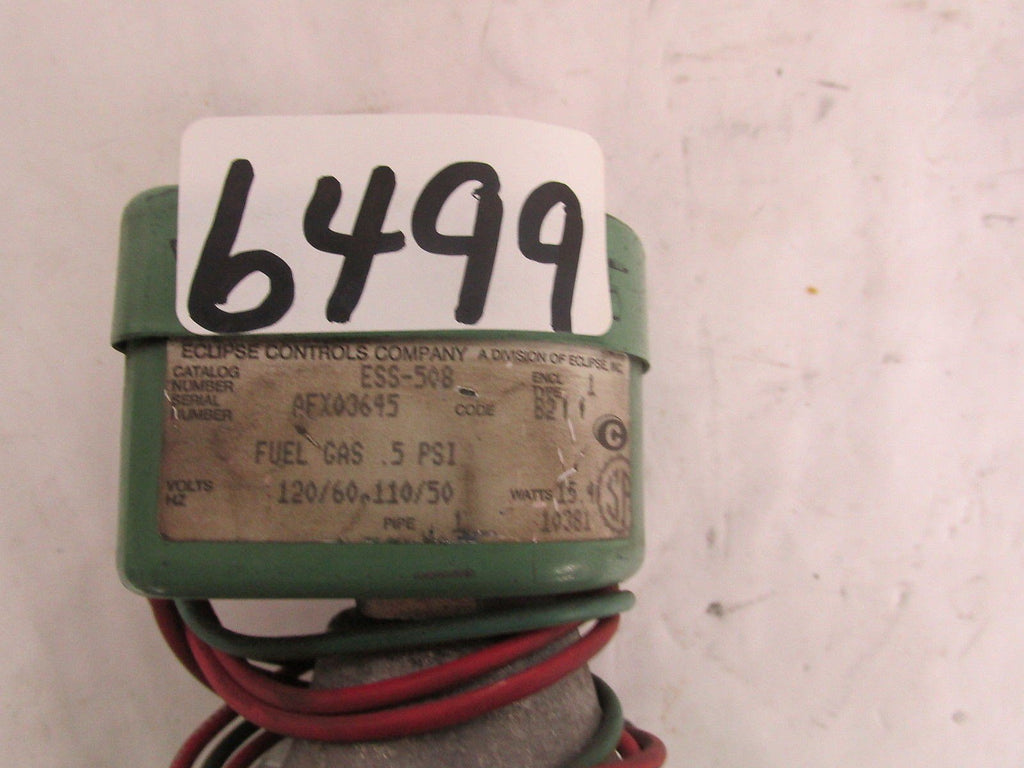 6499
ECLIPSE CONTROLS COMPANY A DIVISION OF ECLIPSE, INC.
CATALOG NUMBER ESS-508 ENCL TYPE 1
SERIAL NUMBER AFX03645 CODE
FUEL GAS .5 PSI
VOLTS HZ 120/60,110/50 WATTS 15.4
PIPE 1 10381